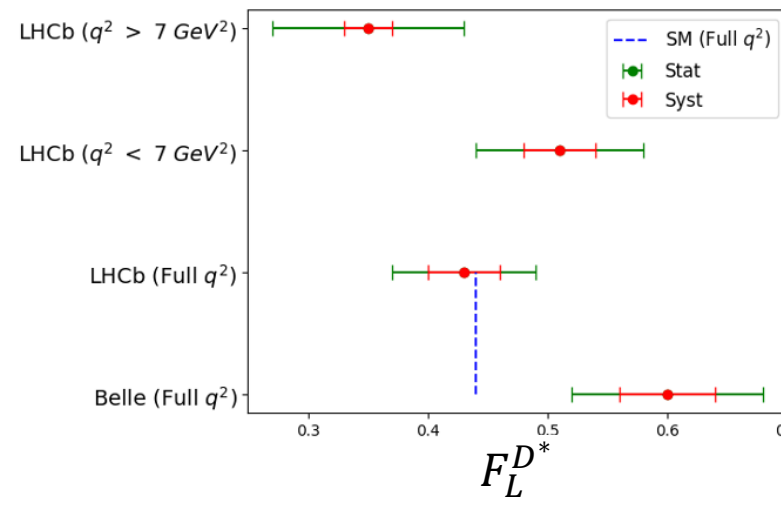 LHCb (q² > 7 GeV²)
LHCb (q² < 7 GeV²)
LHCb (Full q²)
Belle (Full q²)
SM (Full q²)
Stat
Syst
0.3 0.4 0.5 0.6
F_L^{D*}